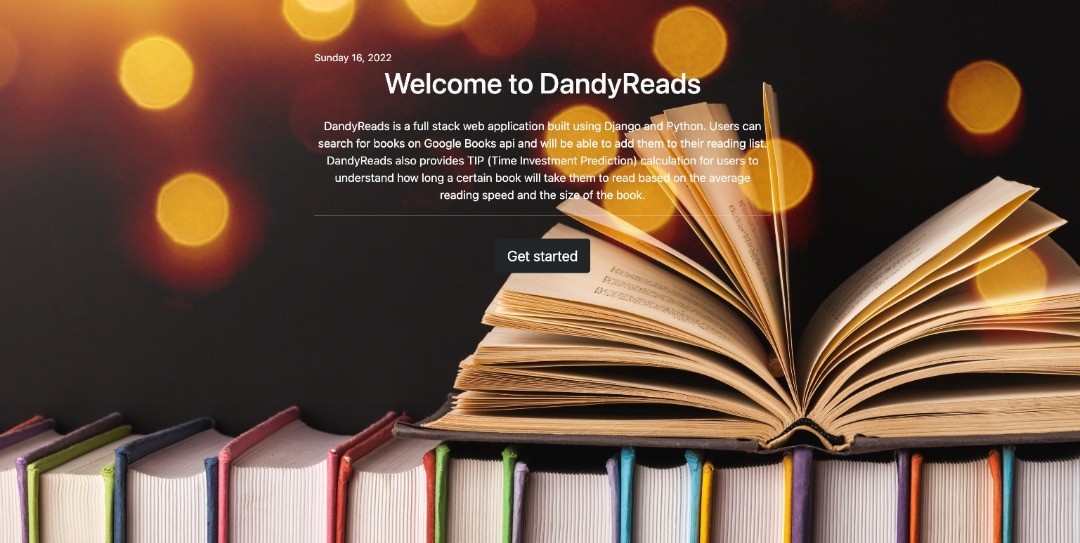 Sunday 16, 2022
Welcome to DandyReads
DandyReads is a full stack web application built using Django and Python. Users can
search for books on Google Books api and will be able to add them to their reading list.
DandyReads also provides TIP (Time Investment Prediction) calculation for users to
understand how long a certain book will take them to read based on the average
reading speed and the size of the book.
Get started